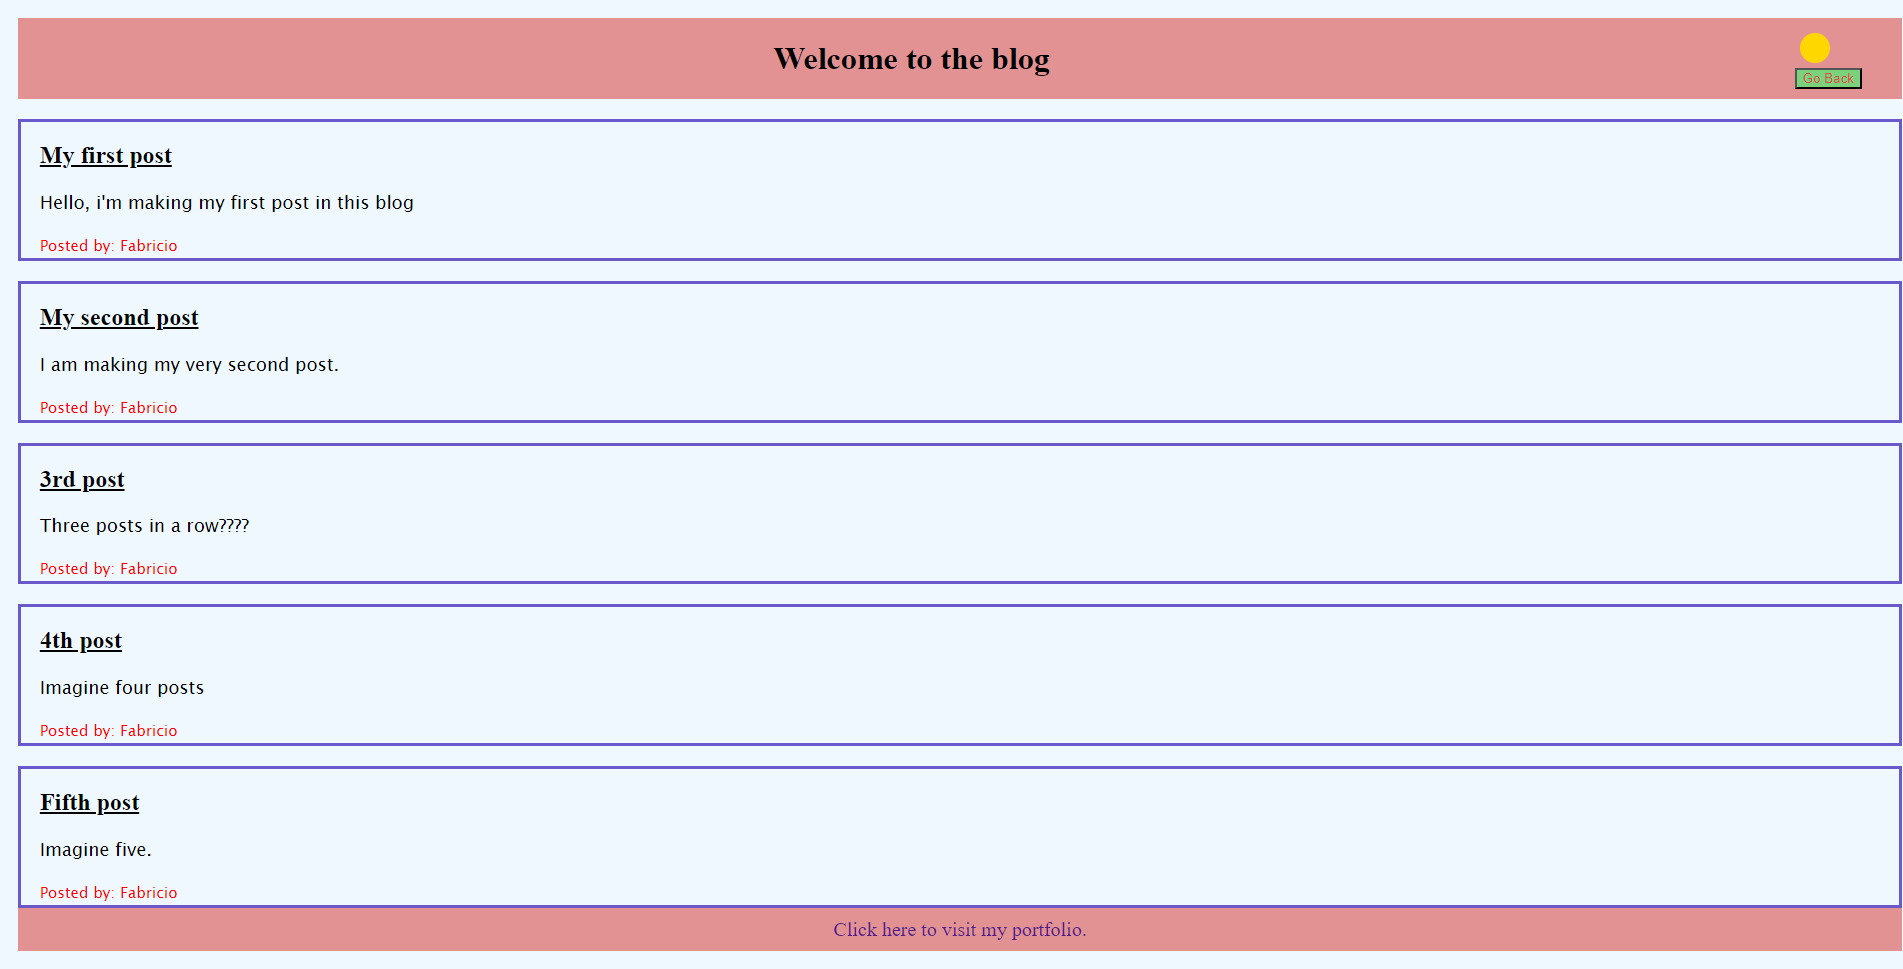 Welcome to the blog
Go Back
My first post
Hello, i'm making my first post in this blog
Posted by: Fabricio
My second post
I am making my very second post.
Posted by: Fabricio
3rd post
Three posts in a row????
Posted by: Fabricio
4th post
Imagine four posts
Posted by: Fabricio
Fifth post
Imagine five.
Posted by: Fabricio
Click here to visit my portfolio.